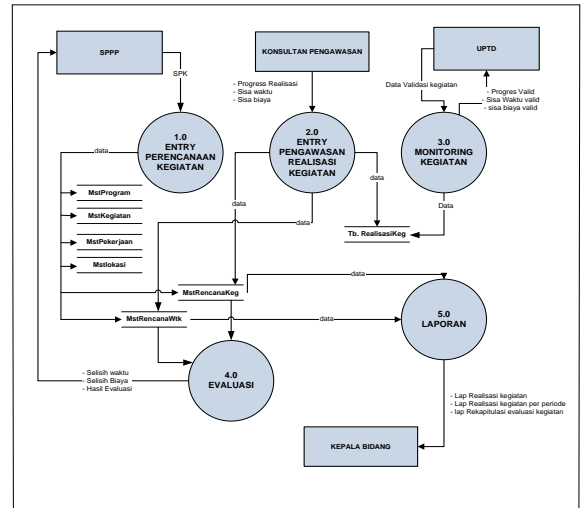 SPPP
KONSULTAN PENGAWASAN
UPTD
SPK
- Progress Realisasi
- Sisa waktu
- Sisa biaya
Data Validasi kegiatan
- Progres Valid
- Sisa Waktu valid
- sisa biaya valid
1.0
ENTRY
PERENCANAAN
KEGIATAN
2.0
ENTRY
PENGAWASAN
REALISASI
KEGIATAN
3.0
MONITORING
KEGIATAN
data
data
data
Data
MstProgram
MstKegiatan
MstPekerjaan
Mstlokasi
Tb. RealisasiKeg
MstRencanaKeg
data
MstRencanaWtk
data
5.0
LAPORAN
4.0
EVALUASI
- Selisih waktu
- Selisih Biaya
- Hasil Evaluasi
- Lap Realisasi kegiatan
- Lap Realisasi kegiatan per periode
- lap Rekapitulasi evaluasi kegiatan
KEPALA BIDANG